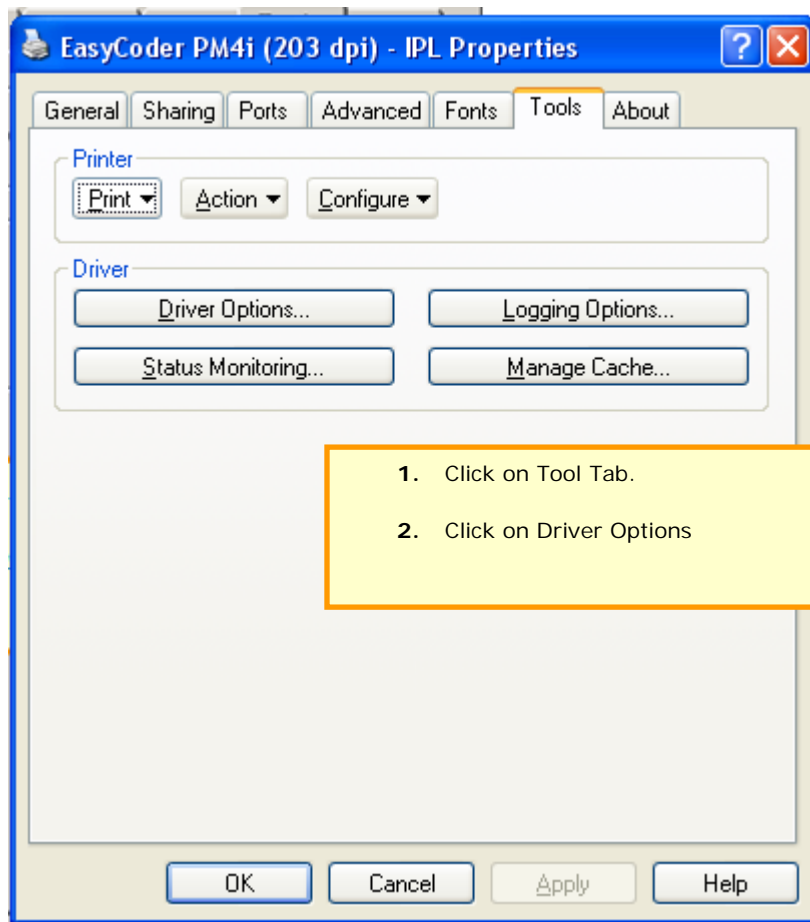 EasyCoder PM4i (203 dpi) - IPL Properties
General Sharing Ports Advanced Fonts Tools About
Printer
Print Action Configure
Driver
Driver Options... Logging Options...
Status Monitoring... Manage Cache...
1. Click on Tool Tab.
2. Click on Driver Options
OK Cancel Apply Help